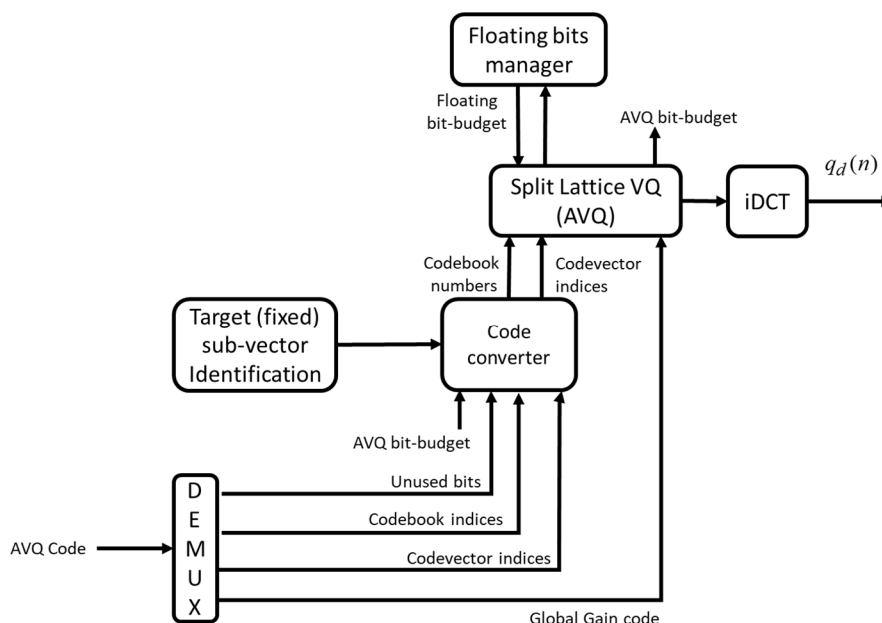 Floating bits
manager
Floating
bit-budget
AVQ bit-budget
Split Lattice VQ
(AVQ)
iDCT
q_d(n)
Codebook
numbers
Codevector
indices
Target (fixed)
sub-vector
Identification
Code
converter
AVQ bit-budget
Unused bits
Codebook indices
Codevector indices
Global Gain code
AVQ Code
D
E
M
U
X